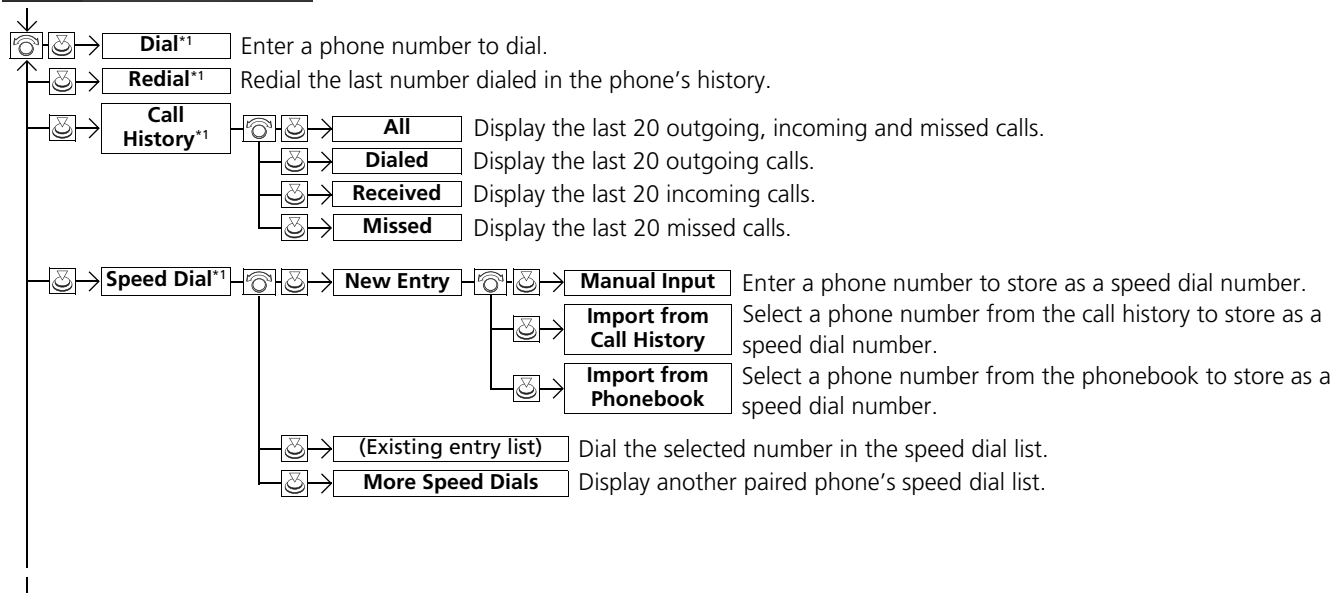 Dial*1 Enter a phone number to dial.
Redial*1 Redial the last number dialed in the phone’s history.
Call
History*1
All Display the last 20 outgoing, incoming and missed calls.
Dialed Display the last 20 outgoing calls.
Received Display the last 20 incoming calls.
Missed Display the last 20 missed calls.
Speed Dial*1 New Entry Manual Input Enter a phone number to store as a speed dial number.
Import from
Call History
Select a phone number from the call history to store as a
speed dial number.
Import from
Phonebook
Select a phone number from the phonebook to store as a
speed dial number.
(Existing entry list) Dial the selected number in the speed dial list.
More Speed Dials Display another paired phone’s speed dial list.